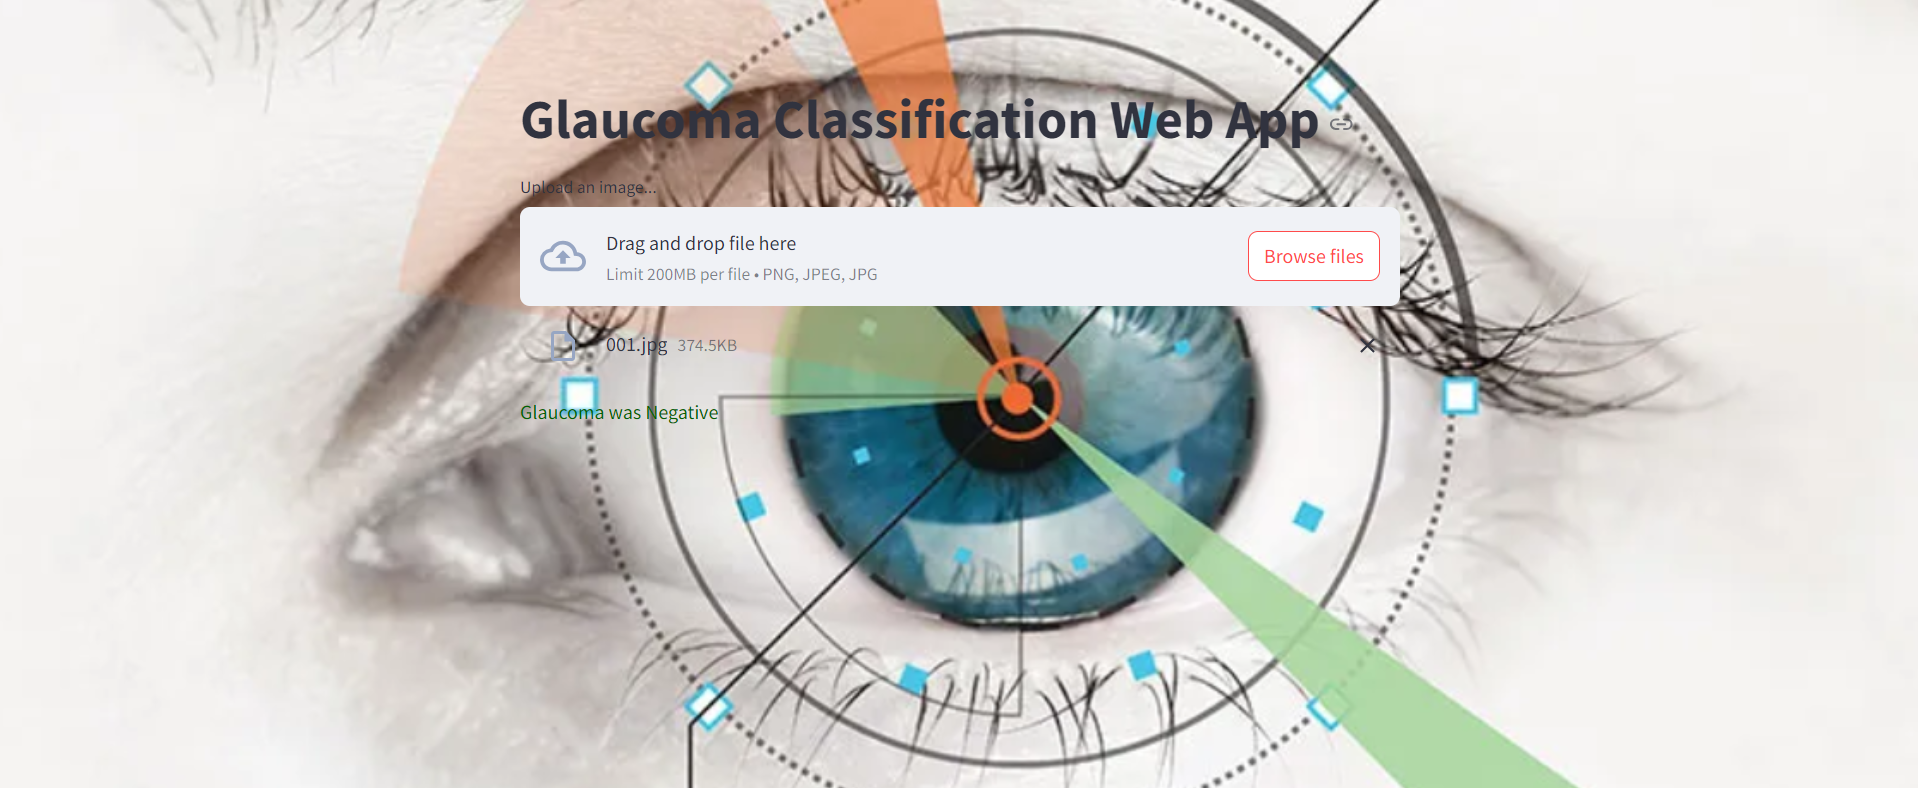 Glaucoma Classification Web App
Upload an image...
Drag and drop file here
Limit 200MB per file • PNG, JPEG, JPG
Browse files
001.jpg 374.5KB
Glaucoma was Negative